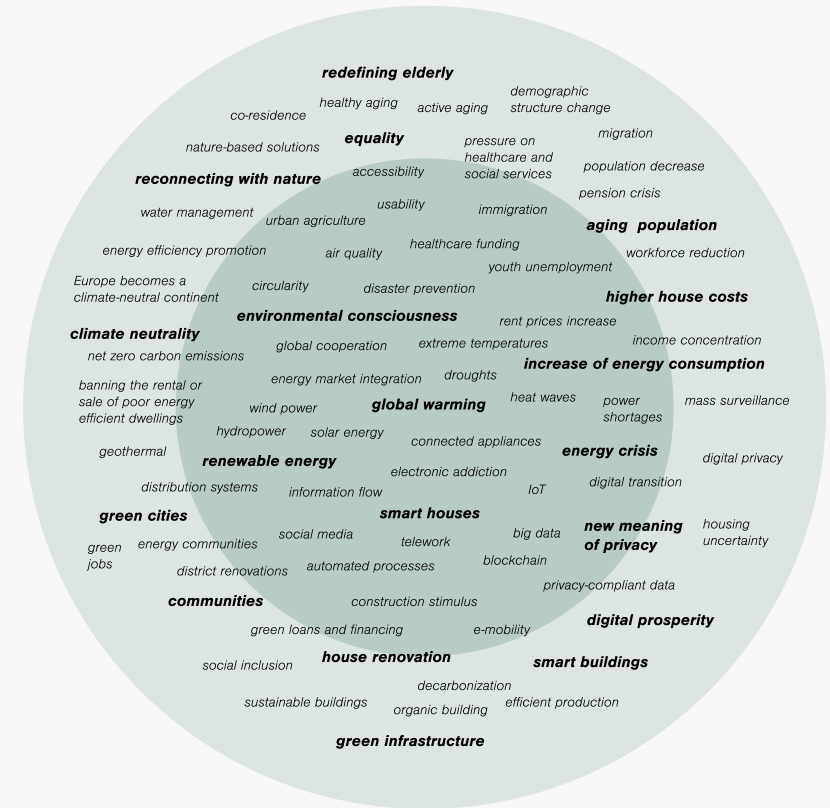 redefining elderly
demographic
structure change
healthy aging
active aging
co-residence
equality
migration
nature-based solutions
pressure on
healthcare and
social services
population decrease
accessibility
reconnecting with nature
pension crisis
usability
immigration
water management
urban agriculture
aging population
healthcare funding
energy efficiency promotion
air quality
workforce reduction
youth unemployment
Europe becomes a
climate-neutral continent
circularity
disaster prevention
higher house costs
environmental consciousness
rent prices increase
climate neutrality
income concentration
global cooperation
extreme temperatures
net zero carbon emissions
increase of energy consumption
energy market integration
droughts
banning the rental or
sale of poor energy
efficient dwellings
heat waves
power
shortages
mass surveillance
wind power
global warming
hydropower
solar energy
connected appliances
geothermal
energy crisis
digital privacy
renewable energy
electronic addiction
distribution systems
information flow
IoT
digital transition
green cities
smart houses
new meaning
of privacy
housing
uncertainty
social media
big data
green
jobs
energy communities
telework
district renovations
automated processes
blockchain
privacy-compliant data
communities
construction stimulus
digital prosperity
green loans and financing
e-mobility
social inclusion
house renovation
smart buildings
decarbonization
sustainable buildings
organic building
efficient production
green infrastructure